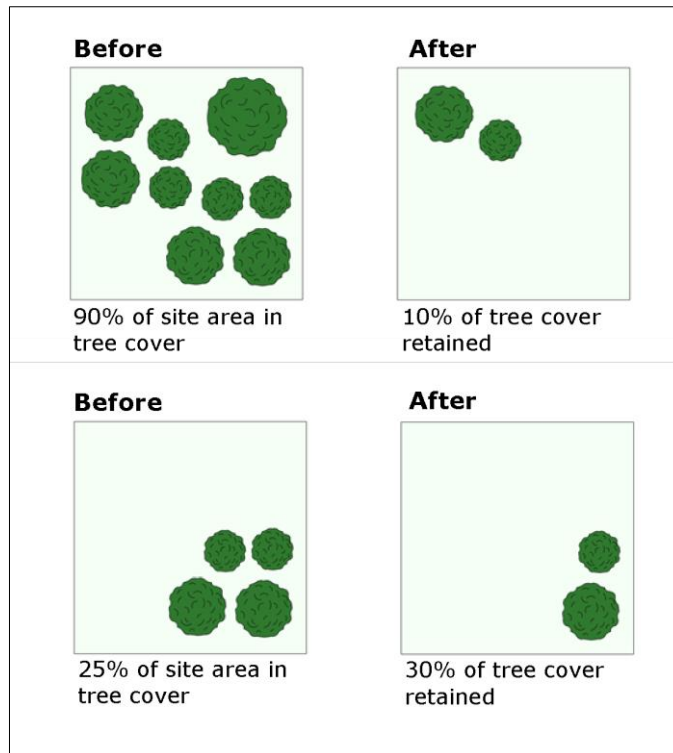 Before
After
90% of site area in
tree cover
10% of tree cover
retained
Before
After
25% of site area in
tree cover
30% of tree cover
retained